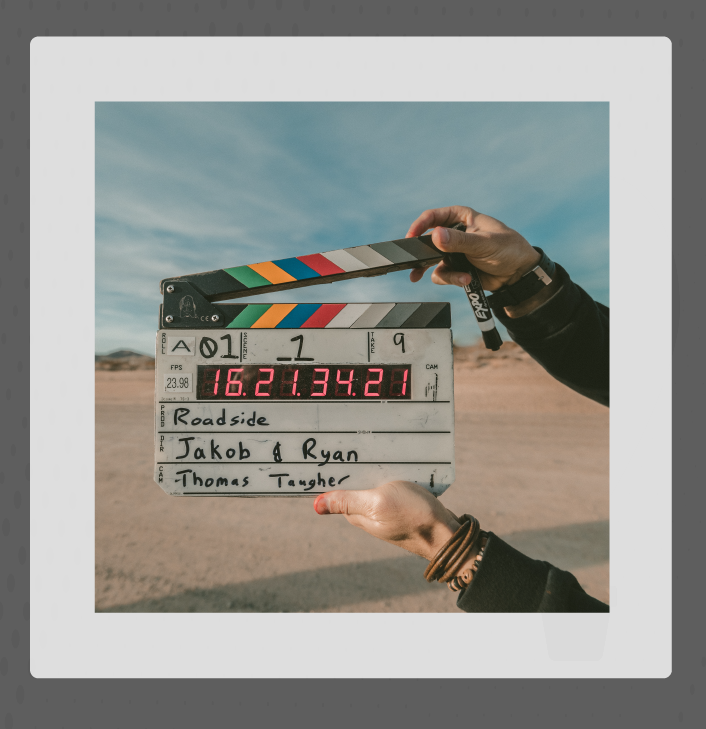 EXPO
CE
ROLL A 01 SCENE 1 TAKE 9
FPS 23.98 16.21.34.21 CAM
PROD Roadside
DIR Jakob & Ryan
CAM Thomas Taugher